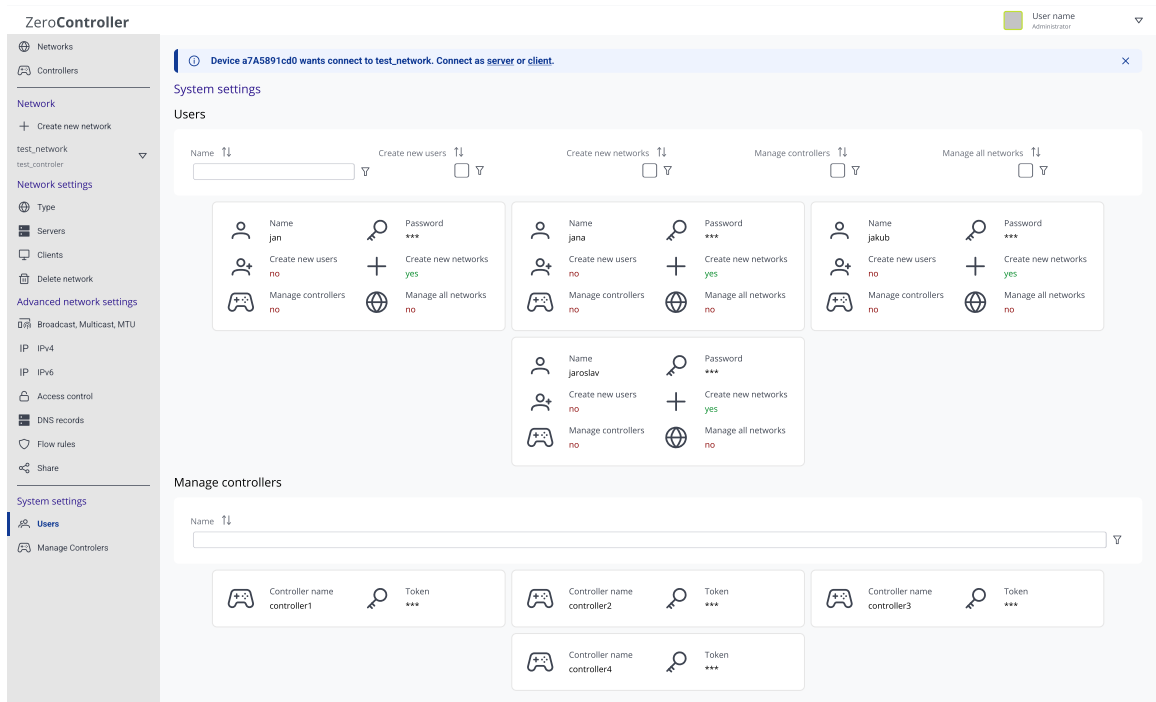 ZeroController
User name
Administrator
Networks
Controllers
Network
Create new network
test_network
test_controler
Network settings
Type
Servers
Clients
Delete network
Advanced network settings
Broadcast, Multicast, MTU
IP IPv4
IP IPv6
Access control
DNS records
Flow rules
Share
System settings
Users
Manage Controlers
Device a7A5891cd0 wants connect to test_network. Connect as server or client.
System settings
Users
Name Create new users Create new networks Manage controllers Manage all networks
Name Password Name Password Name Password
jan *** jana *** jakub ***
Create new users Create new networks Create new users Create new networks Create new users Create new networks
no yes no yes no yes
Manage controllers Manage all networks Manage controllers Manage all networks Manage controllers Manage all networks
no no no no no no
Name Password
jaroslav ***
Create new users Create new networks
no yes
Manage controllers Manage all networks
no no
Manage controllers
Name
Controller name Token Controller name Token Controller name Token
controller1 *** controller2 *** controller3 ***
Controller name Token
controller4 ***